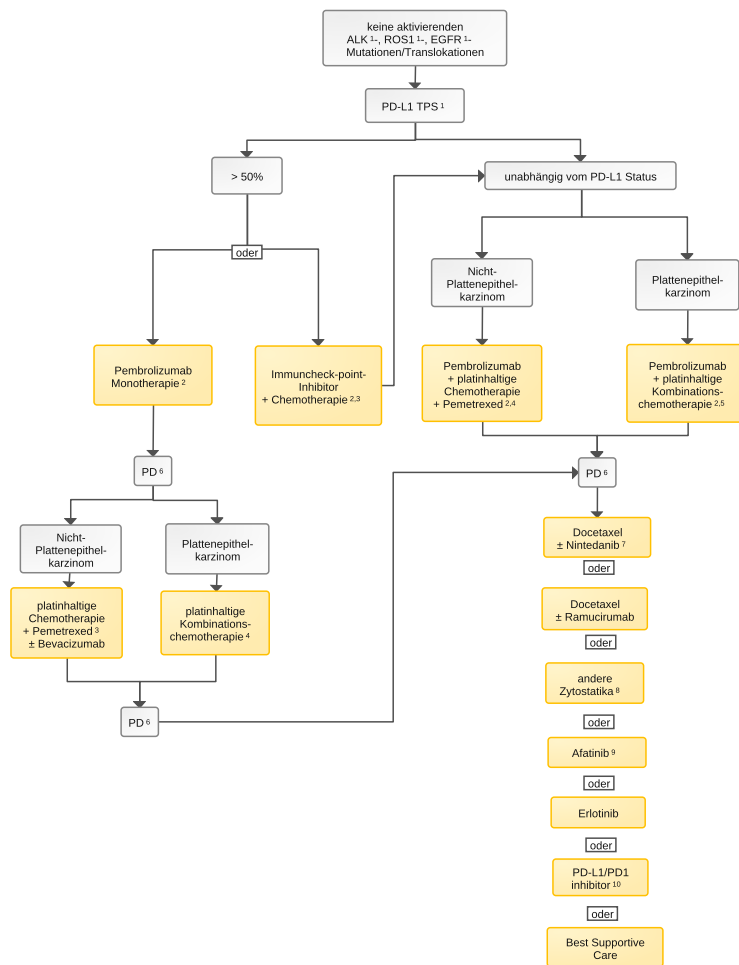 keine aktivierenden
ALK 1-, ROS1 1-, EGFR 1-
Mutationen/Translokationen
PD-L1 TPS 1
> 50%
unabhängig vom PD-L1 Status
oder
Nicht-
Plattenepithel-
karzinom
Plattenepithel-
karzinom
Pembrolizumab
Monotherapie 2
Immuncheck-point-
Inhibitor
+ Chemotherapie 2,3
Pembrolizumab
+ platinhaltige
Chemotherapie
+ Pemetrexed 2,4
Pembrolizumab
+ platinhaltige
Kombinations-
chemotherapie 2,5
PD 6
PD 6
Nicht-
Plattenepithel-
karzinom
Plattenepithel-
karzinom
platinhaltige
Chemotherapie
+ Pemetrexed 3
± Bevacizumab
platinhaltige
Kombinations-
chemotherapie 4
PD 6
Docetaxel
± Nintedanib 7
oder
Docetaxel
± Ramucirumab
oder
andere
Zytostatika 8
oder
Afatinib 9
oder
Erlotinib
oder
PD-L1/PD1
inhibitor 10
oder
Best Supportive
Care